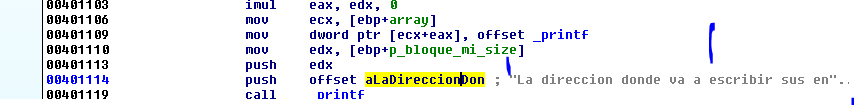 00401103 imul eax, edx, 0
00401106 mov ecx, [ebp+array]
00401109 mov dword ptr [ecx+eax], offset _printf
00401110 mov edx, [ebp+p_bloque_mi_size]
00401113 push edx
00401114 push offset aLaDireccionDon ; "La direccion donde va a escribir sus en"..
00401119 call _printf